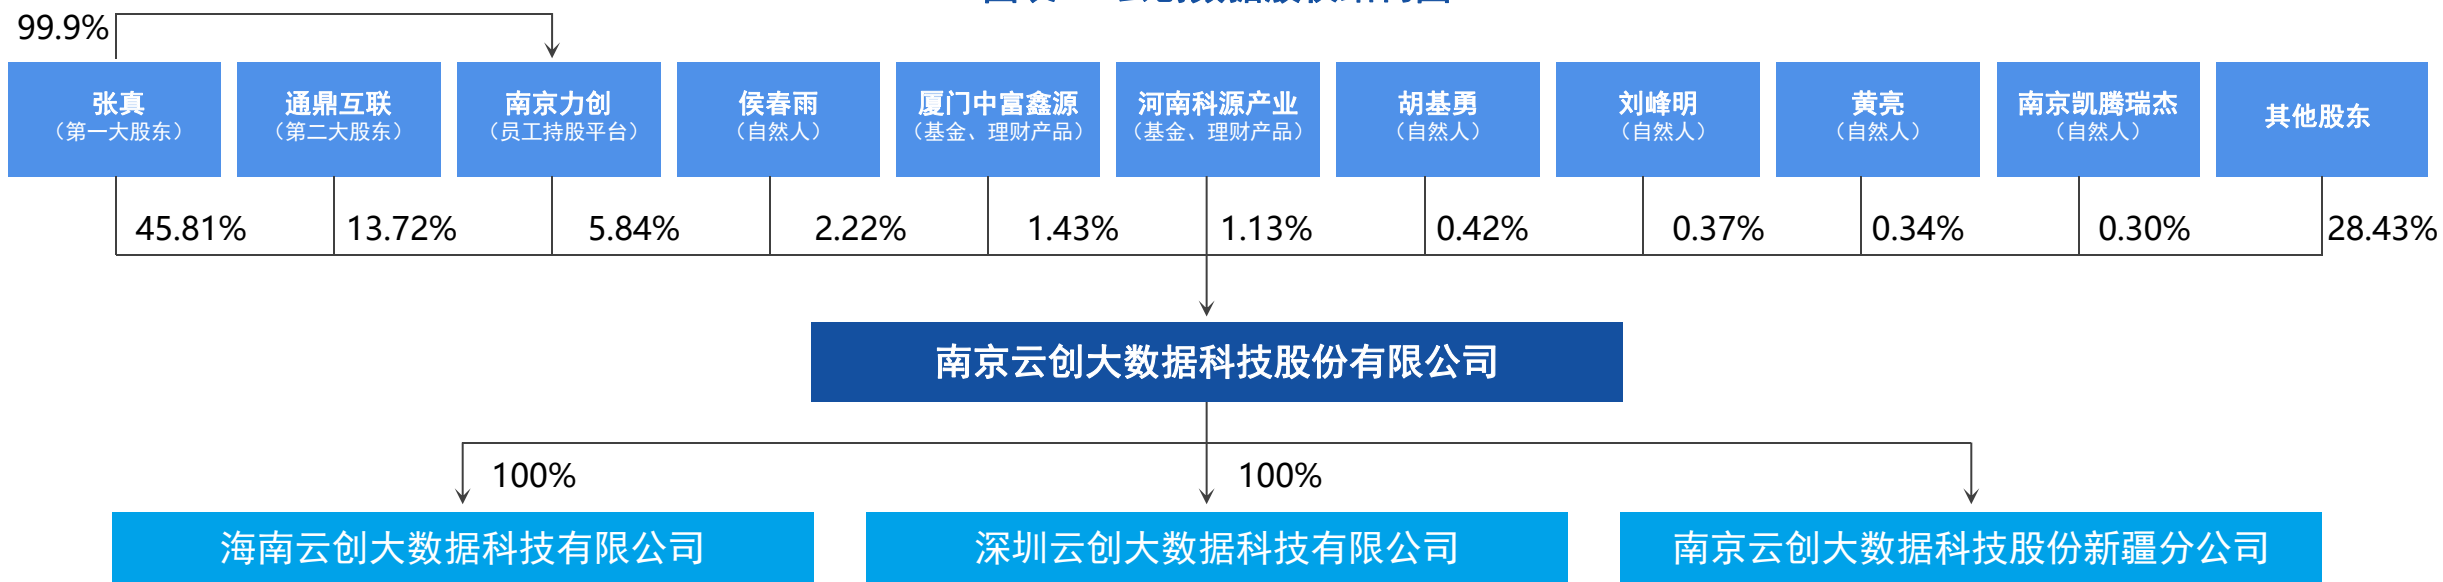 99.9%
张真
（第一大股东）
通鼎互联
（第二大股东）
南京力创
（员工持股平台）
侯春雨
（自然人）
厦门中富鑫源
（基金、理财产品）
河南科源产业
（基金、理财产品）
胡基勇
（自然人）
刘峰明
（自然人）
黄亮
（自然人）
南京凯腾瑞杰
（自然人）
其他股东
45.81%
13.72%
5.84%
2.22%
1.43%
1.13%
0.42%
0.37%
0.34%
0.30%
28.43%
南京云创大数据科技股份有限公司
100%
100%
海南云创大数据科技有限公司
深圳云创大数据科技有限公司
南京云创大数据科技股份新疆分公司